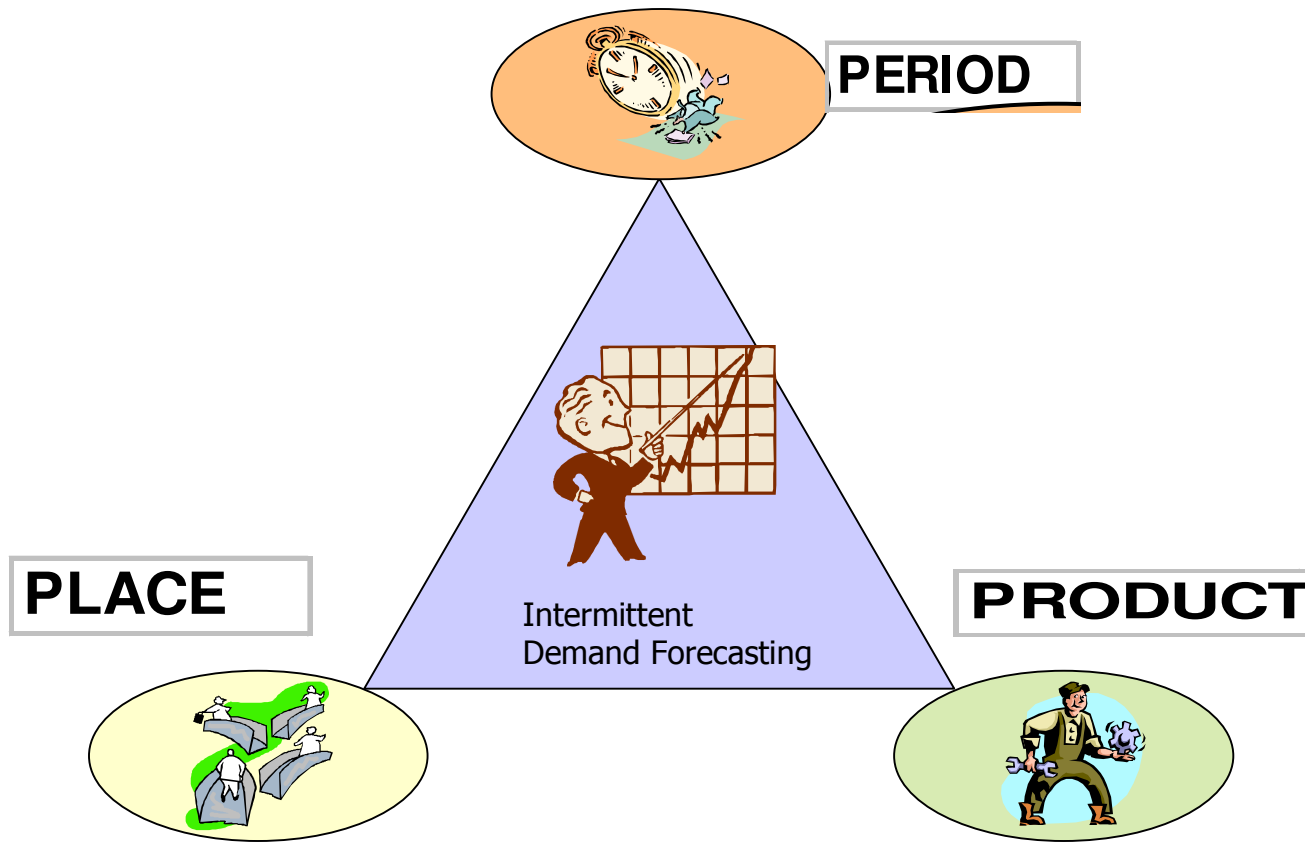 PERIOD
PLACE
PRODUCT
Intermittent
Demand Forecasting